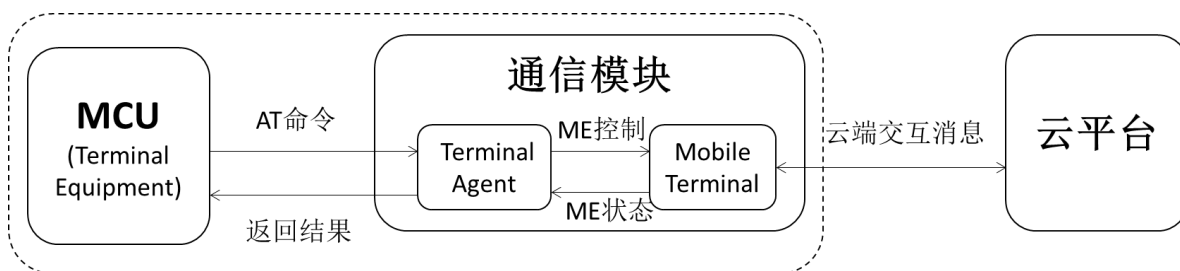 MCU
(Terminal
Equipment)
AT命令
返回结果
通信模块
Terminal
Agent
ME控制
ME状态
Mobile
Terminal
云端交互消息
云平台